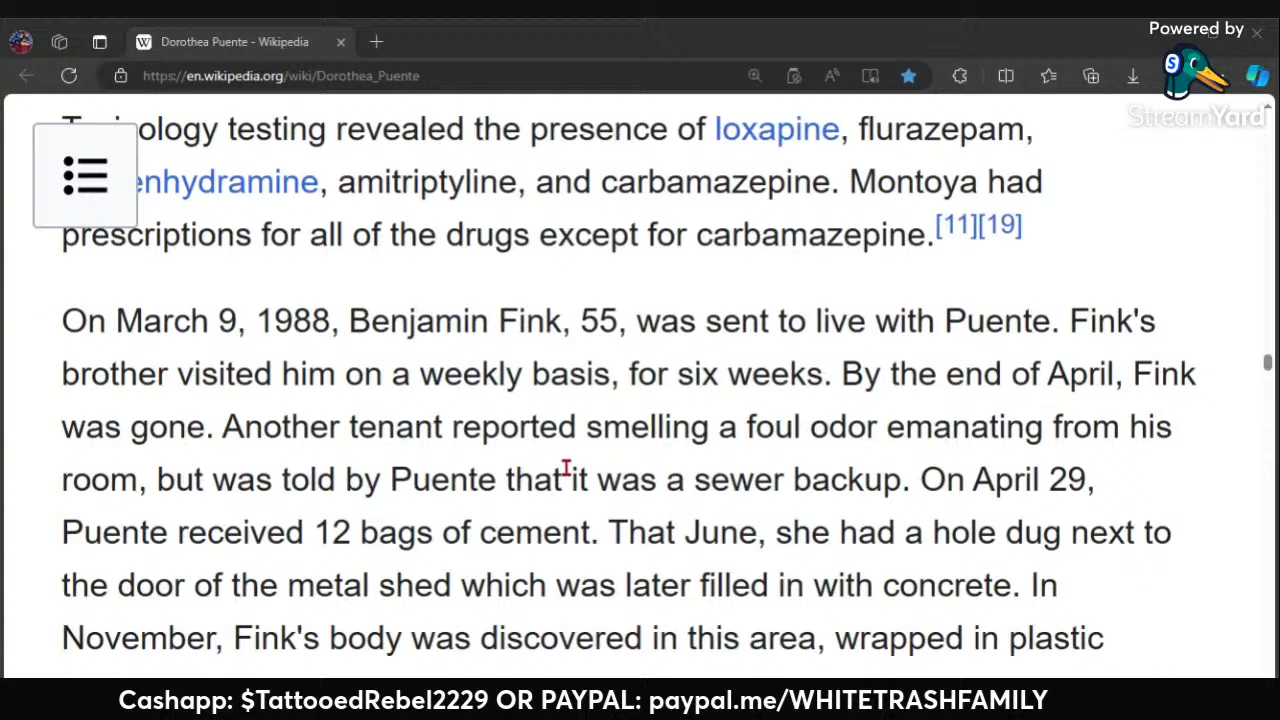 Powered by
S
StreamYard
W Dorothea Puente - Wikipedia
https://en.wikipedia.org/wiki/Dorothea_Puente
ology testing revealed the presence of loxapine, flurazepam,
enhydramine, amitriptyline, and carbamazepine. Montoya had
prescriptions for all of the drugs except for carbamazepine.[11][19]
On March 9, 1988, Benjamin Fink, 55, was sent to live with Puente. Fink's
brother visited him on a weekly basis, for six weeks. By the end of April, Fink
was gone. Another tenant reported smelling a foul odor emanating from his
room, but was told by Puente that it was a sewer backup. On April 29,
Puente received 12 bags of cement. That June, she had a hole dug next to
the door of the metal shed which was later filled in with concrete. In
November, Fink's body was discovered in this area, wrapped in plastic
Cashapp: $TattooedRebel2229 OR PAYPAL: paypal.me/WHITETRASHFAMILY